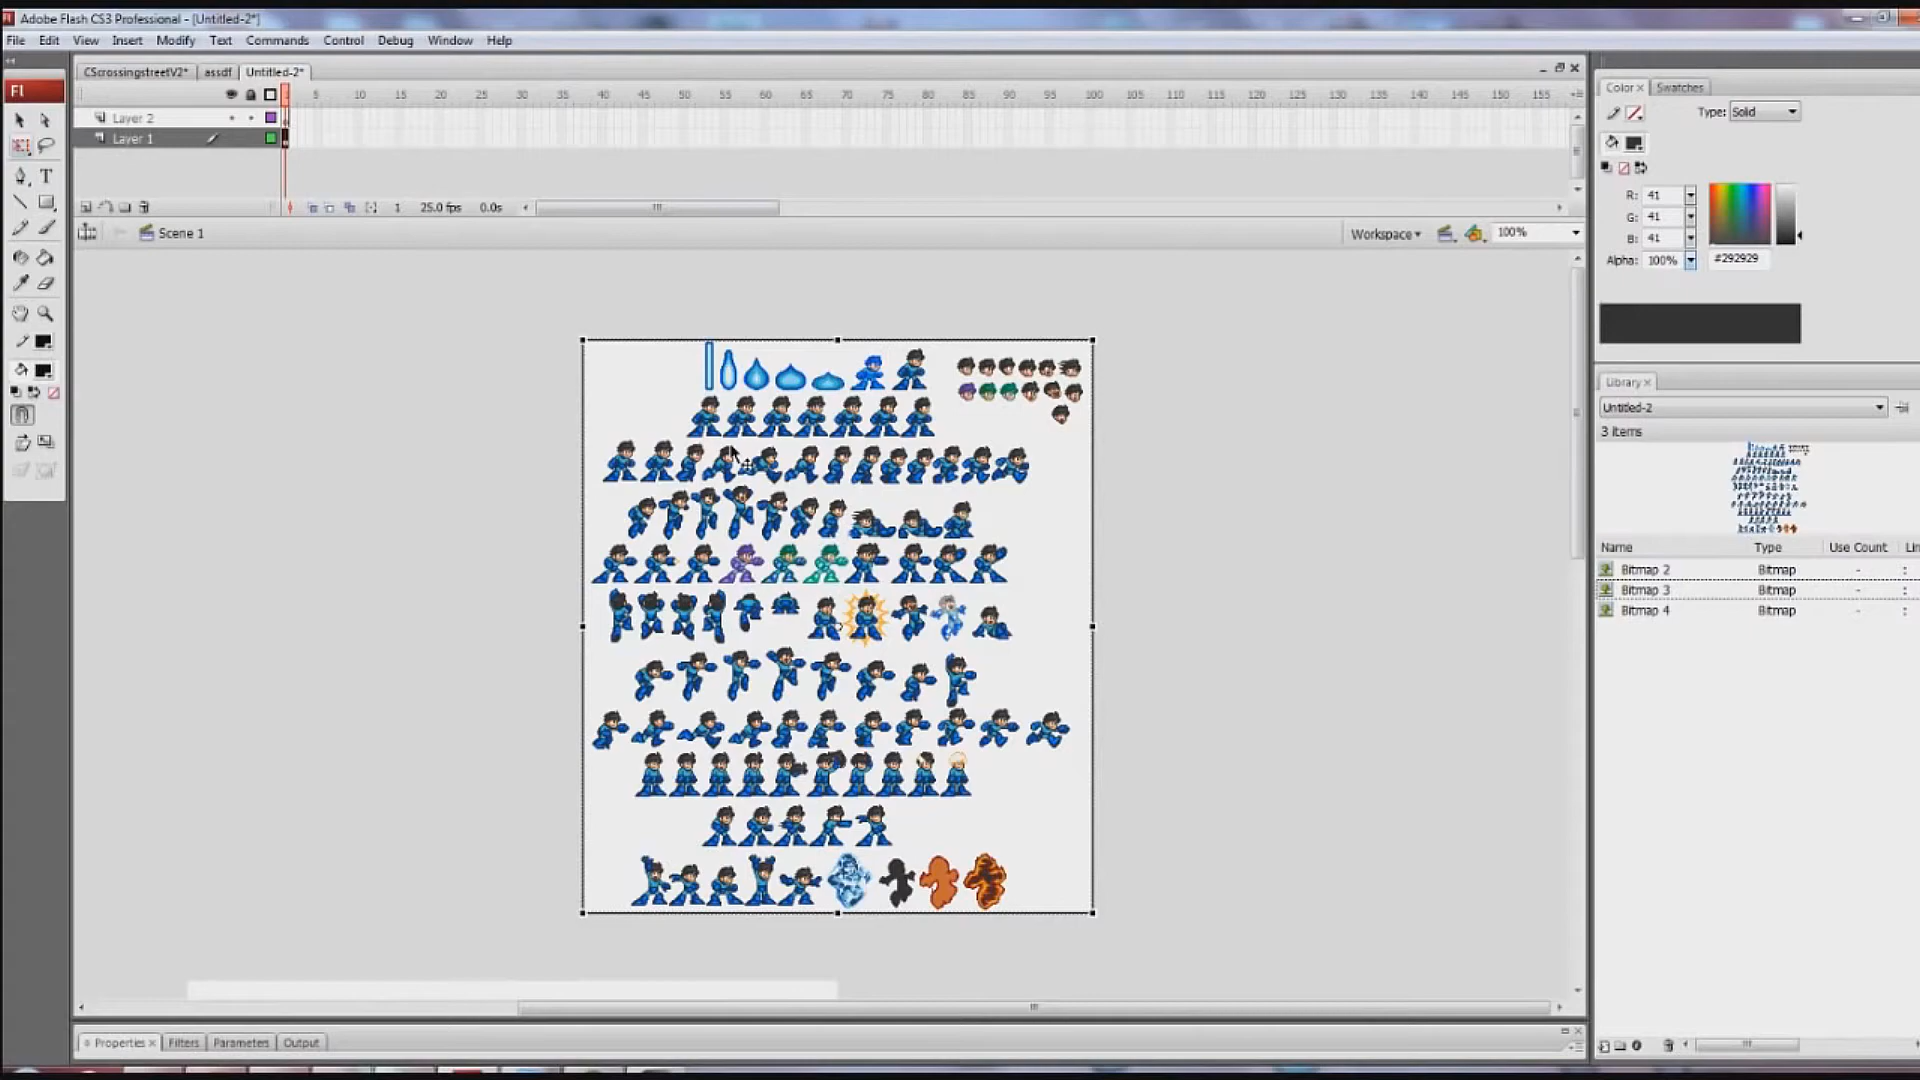 Adobe Flash CS3 Professional - [Untitled-2*]
File Edit View Insert Modify Text Commands Control Debug Window Help
Fl
CScrossingstreetV2* assdf Untitled-2*
5 10 15 20 25 30 35 40 45 50 55 60 65 70 75 80 85 90 95 100 105 110 115 120 125 130 135 140 145 150 155
Layer 2
Layer 1
1 25.0 fps 0.0s
Scene 1
Workspace 100%
Color Swatches
Type: Solid
R: 41
G: 41
B: 41
Alpha: 100% #292929
Library
Untitled-2
3 items
Name Type Use Count
Bitmap 2 Bitmap -
Bitmap 3 Bitmap -
Bitmap 4 Bitmap -
Properties Filters Parameters Output